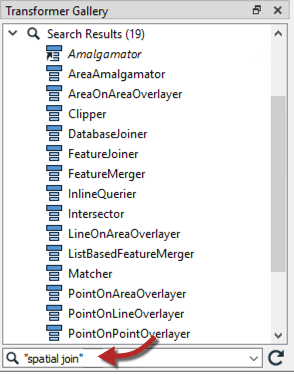 Transformer Gallery
Search Results (19)
Amalgamator
AreaAmalgamator
AreaOnAreaOverlayer
Clipper
DatabaseJoiner
FeatureJoiner
FeatureMerger
InlineQuerier
Intersector
LineOnAreaOverlayer
ListBasedFeatureMerger
Matcher
PointOnAreaOverlayer
PointOnLineOverlayer
PointOnPointOverlayer
"spatial join"